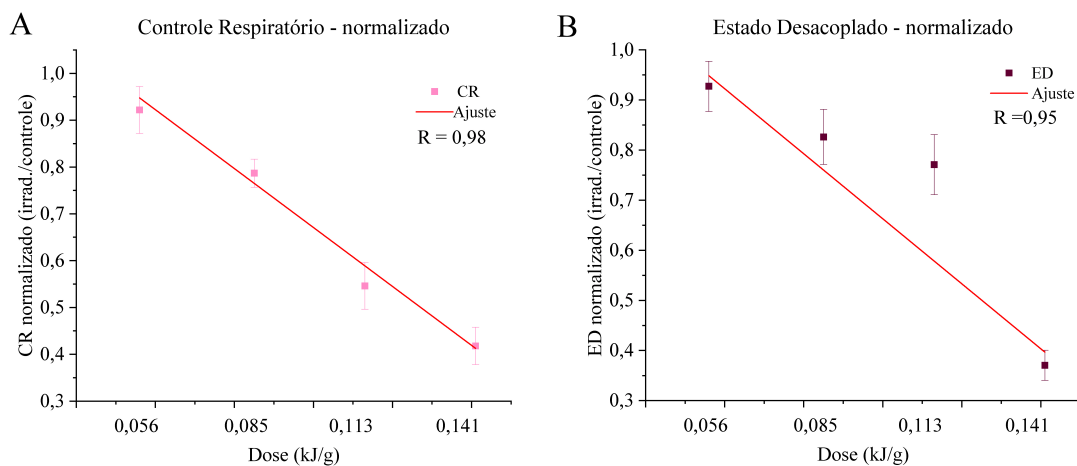 A
Controle Respiratório - normalizado
CR normalizado (irrad./controle)
1,0
0,9
0,8
0,7
0,6
0,5
0,4
0,3
CR
Ajuste
R = 0,98
0,056
0,085
0,113
0,141
Dose (kJ/g)
B
Estado Desacoplado - normalizado
ED normalizado (irrad./controle)
1,0
0,9
0,8
0,7
0,6
0,5
0,4
0,3
ED
Ajuste
R =0,95
0,056
0,085
0,113
0,141
Dose (kJ/g)